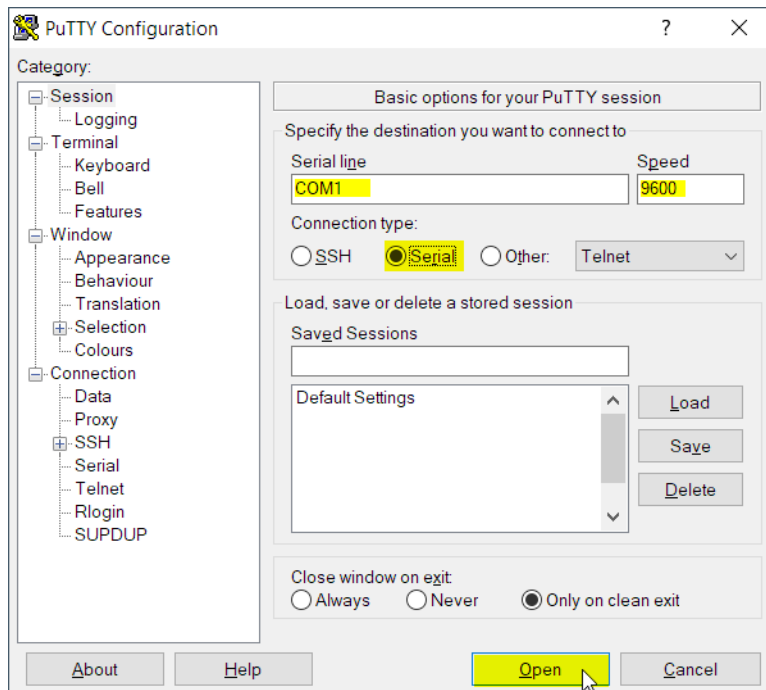 PuTTY Configuration
?
Category:
Session
Logging
Terminal
Keyboard
Bell
Features
Window
Appearance
Behaviour
Translation
Selection
Colours
Connection
Data
Proxy
SSH
Serial
Telnet
Rlogin
SUPDUP
Basic options for your PuTTY session
Specify the destination you want to connect to
Serial line Speed
COM1 9600
Connection type:
SSH Serial Other: Telnet
Load, save or delete a stored session
Saved Sessions
Default Settings
Load
Save
Delete
Close window on exit:
Always Never Only on clean exit
About Help Open Cancel